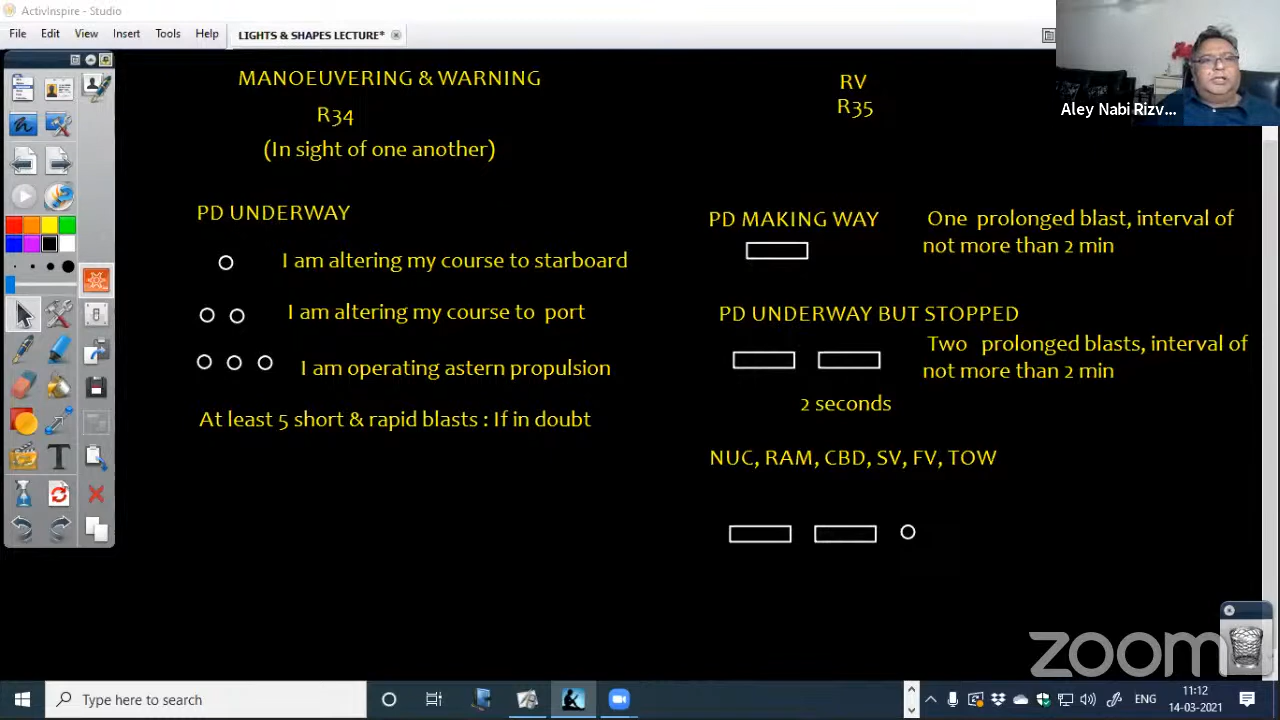 ActivInspire - Studio
File Edit View Insert Tools Help
LIGHTS & SHAPES LECTURE*
Aley Nabi Rizv...
MANOEUVERING & WARNING
R34
(In sight of one another)
PD UNDERWAY
I am altering my course to starboard
I am altering my course to port
I am operating astern propulsion
At least 5 short & rapid blasts : If in doubt
RV
R35
PD MAKING WAY
One prolonged blast, interval of
not more than 2 min
PD UNDERWAY BUT STOPPED
Two prolonged blasts, interval of
not more than 2 min
2 seconds
NUC, RAM, CBD, SV, FV, TOW
zoom
Type here to search
ENG
11:12
14-03-2021